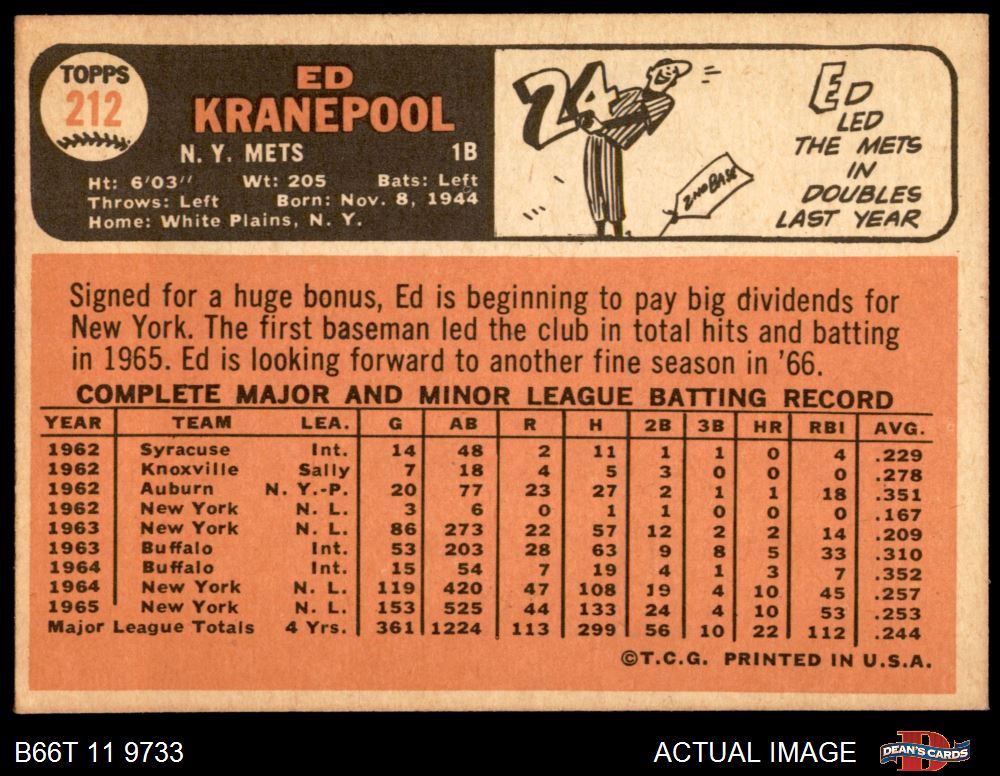 TOPPS
212
ED
KRANEPOOL
N. Y. METS 1B
Ht: 6'03" Wt: 205 Bats: Left
Throws: Left Born: Nov. 8, 1944
Home: White Plains, N. Y.
24
2ND BASE
ED
LED
THE METS
IN
DOUBLES
LAST YEAR
Signed for a huge bonus, Ed is beginning to pay big dividends for
New York. The first baseman led the club in total hits and batting
in 1965. Ed is looking forward to another fine season in '66.
COMPLETE MAJOR AND MINOR LEAGUE BATTING RECORD
YEAR TEAM LEA. G AB R H 2B 3B HR RBI AVG.
1962 Syracuse Int. 14 48 2 11 1 1 0 4 .229
1962 Knoxville Sally 7 18 4 5 3 0 0 0 .278
1962 Auburn N. Y.-P. 20 77 23 27 2 1 1 18 .351
1962 New York N. L. 3 6 0 1 1 0 0 0 .167
1963 New York N. L. 86 273 22 57 12 2 2 14 .209
1963 Buffalo Int. 53 203 28 63 9 8 5 33 .310
1964 Buffalo Int. 15 54 7 19 4 1 3 7 .352
1964 New York N. L. 119 420 47 108 19 4 10 45 .257
1965 New York N. L. 153 525 44 133 24 4 10 53 .253
Major League Totals 4 Yrs. 361 1224 113 299 56 10 22 112 .244
©T.C.G. PRINTED IN U.S.A.
B66T 11 9733 ACTUAL IMAGE
D
DEAN'S CARDS